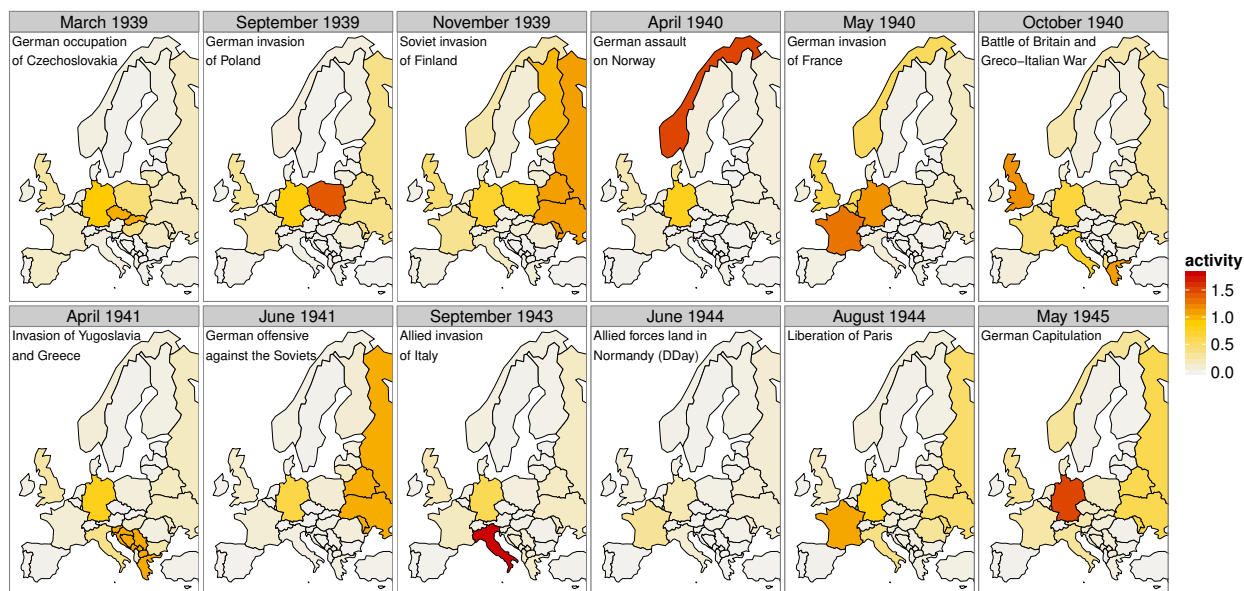 March 1939
German occupation
of Czechoslovakia
September 1939
German invasion
of Poland
November 1939
Soviet invasion
of Finland
April 1940
German assault
on Norway
May 1940
German invasion
of France
October 1940
Battle of Britain and
Greco−Italian War
April 1941
Invasion of Yugoslavia
and Greece
June 1941
German offensive
against the Soviets
September 1943
Allied invasion
of Italy
June 1944
Allied forces land in
Normandy (DDay)
August 1944
Liberation of Paris
May 1945
German Capitulation
activity
1.5
1.0
0.5
0.0